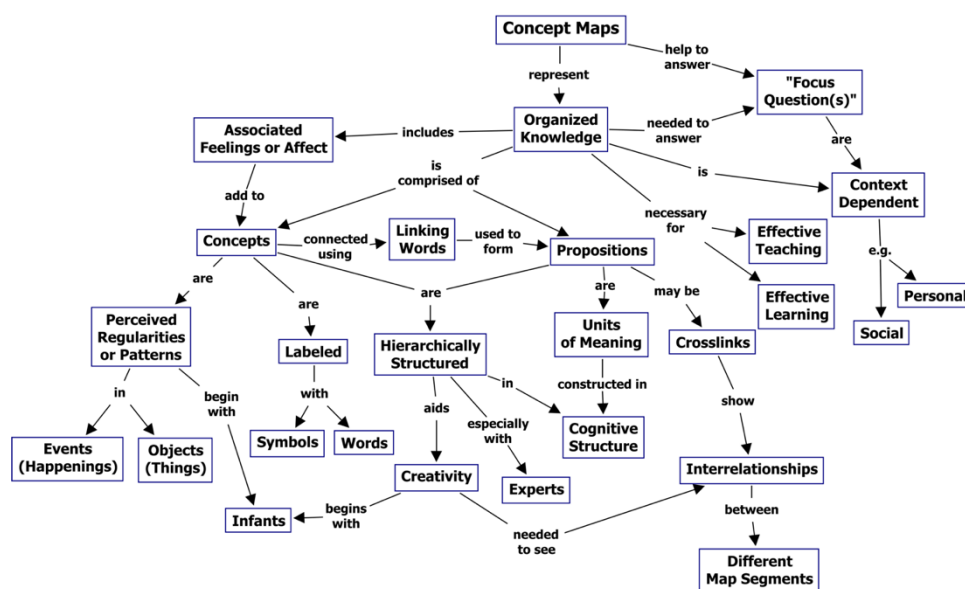 Concept Maps
help to
answer
represent
"Focus
Question(s)"
Organized
Knowledge
needed to
answer
includes
Associated
Feelings or Affect
are
is
comprised of
is
Context
Dependent
add to
necessary
for
Concepts
connected
using
Linking
Words
used to
form
Propositions
Effective
Teaching
e.g.
are
are
are
are
may be
Effective
Learning
Personal
Social
Perceived
Regularities
or Patterns
Labeled
Hierarchically
Structured
Units
of Meaning
Crosslinks
in
begin
with
with
aids
especially
with
in
constructed in
show
Events
(Happenings)
Objects
(Things)
Symbols
Words
Cognitive
Structure
Creativity
Experts
Interrelationships
Infants
begins
with
needed
to see
between
Different
Map Segments